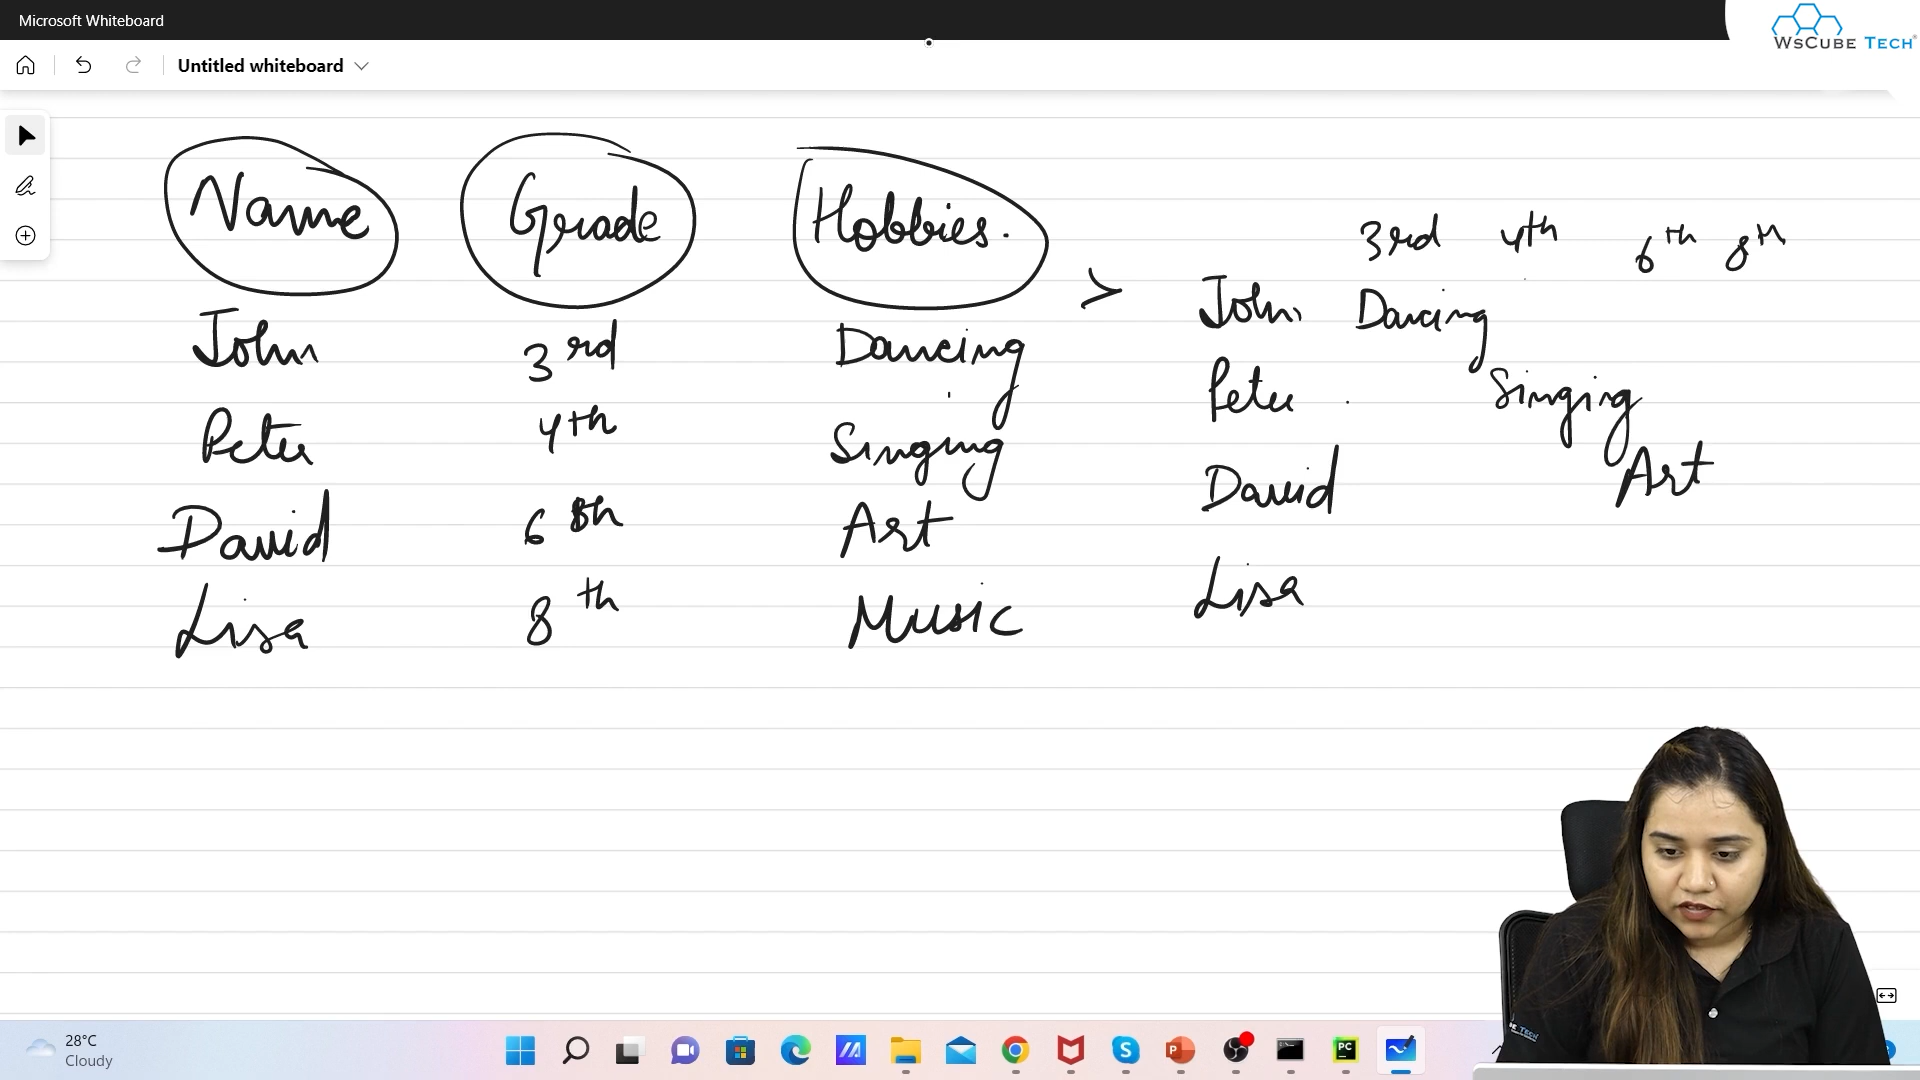 Microsoft Whiteboard
WSCUBE TECH
Untitled whiteboard
Name Grade Hobbies.
3rd 4th 6th 8th
John 3rd Dancing > John Dancing
Peter 4th Singing Peter Singing
David 6th Art David Art
Lisa 8th Music Lisa
28°C
Cloudy